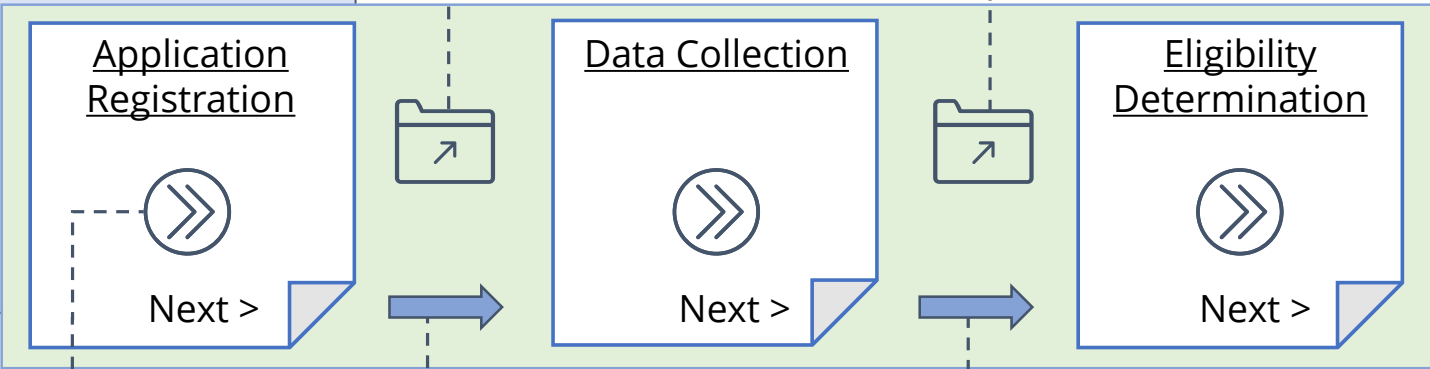 Application
Registration
Next >
Data Collection
Next >
Eligibility
Determination
Next >